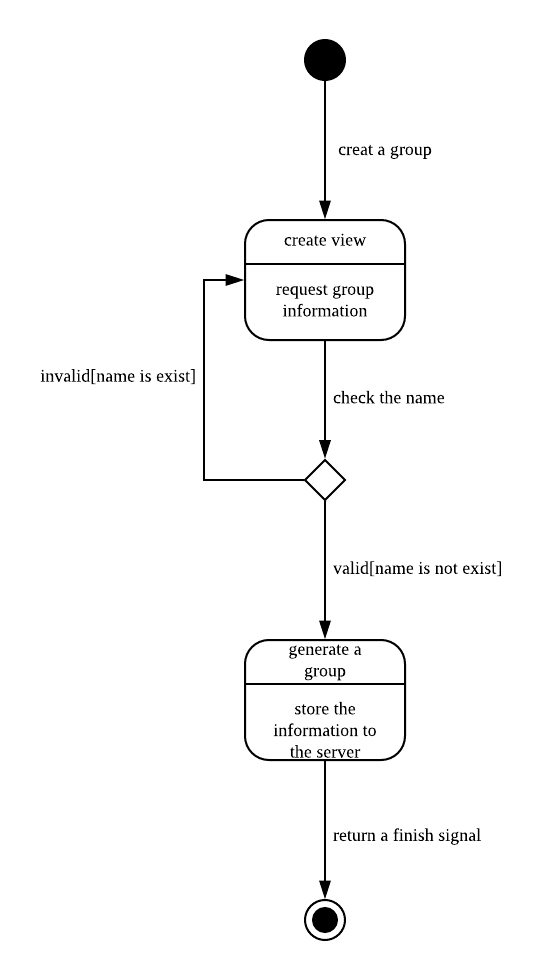 creat a group
create view
request group
information
invalid[name is exist]
check the name
valid[name is not exist]
generate a
group
store the
information to
the server
return a finish signal